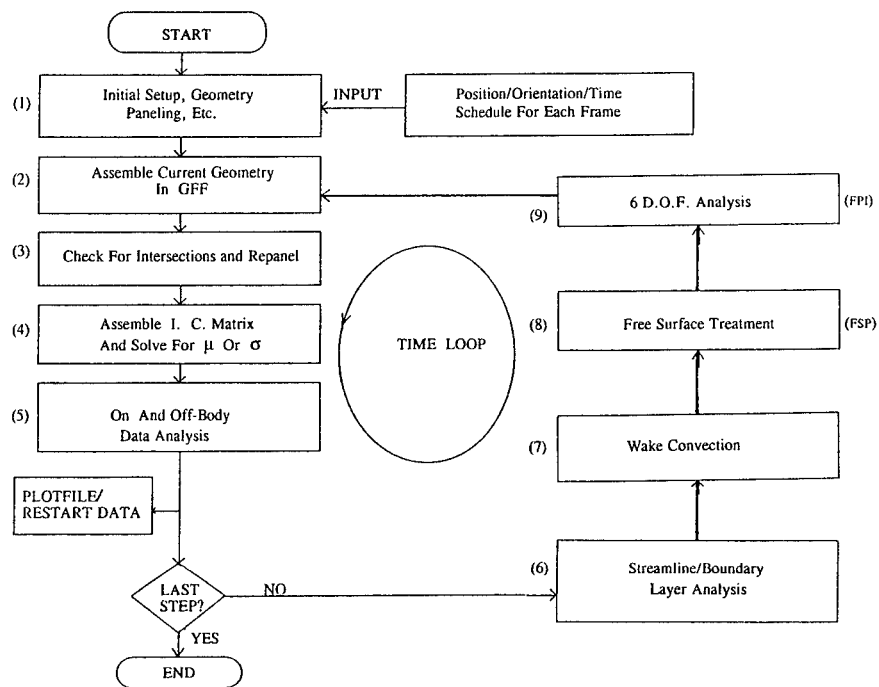 START
(1)
Initial Setup, Geometry
Paneling, Etc.
INPUT
Position/Orientation/Time
Schedule For Each Frame
(2)
Assemble Current Geometry
In GFF
(3)
Check For Intersections and Repanel
(4)
Assemble I. C. Matrix
And Solve For μ Or σ
(5)
On And Off-Body
Data Analysis
PLOTFILE/
RESTART DATA
LAST
STEP?
NO
YES
END
TIME LOOP
(6)
Streamline/Boundary
Layer Analysis
(7)
Wake Convection
(8)
Free Surface Treatment
(FSP)
(9)
6 D.O.F. Analysis
(FPI)